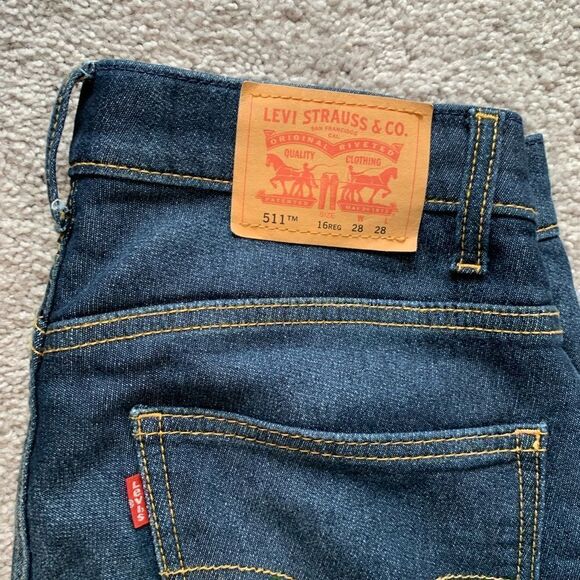 LEVI STRAUSS & CO.
SAN FRANCISCO
CAL.
ORIGINAL RIVETED
QUALITY CLOTHING
SIZE W L
511™ 16REG 28 28
Levi's